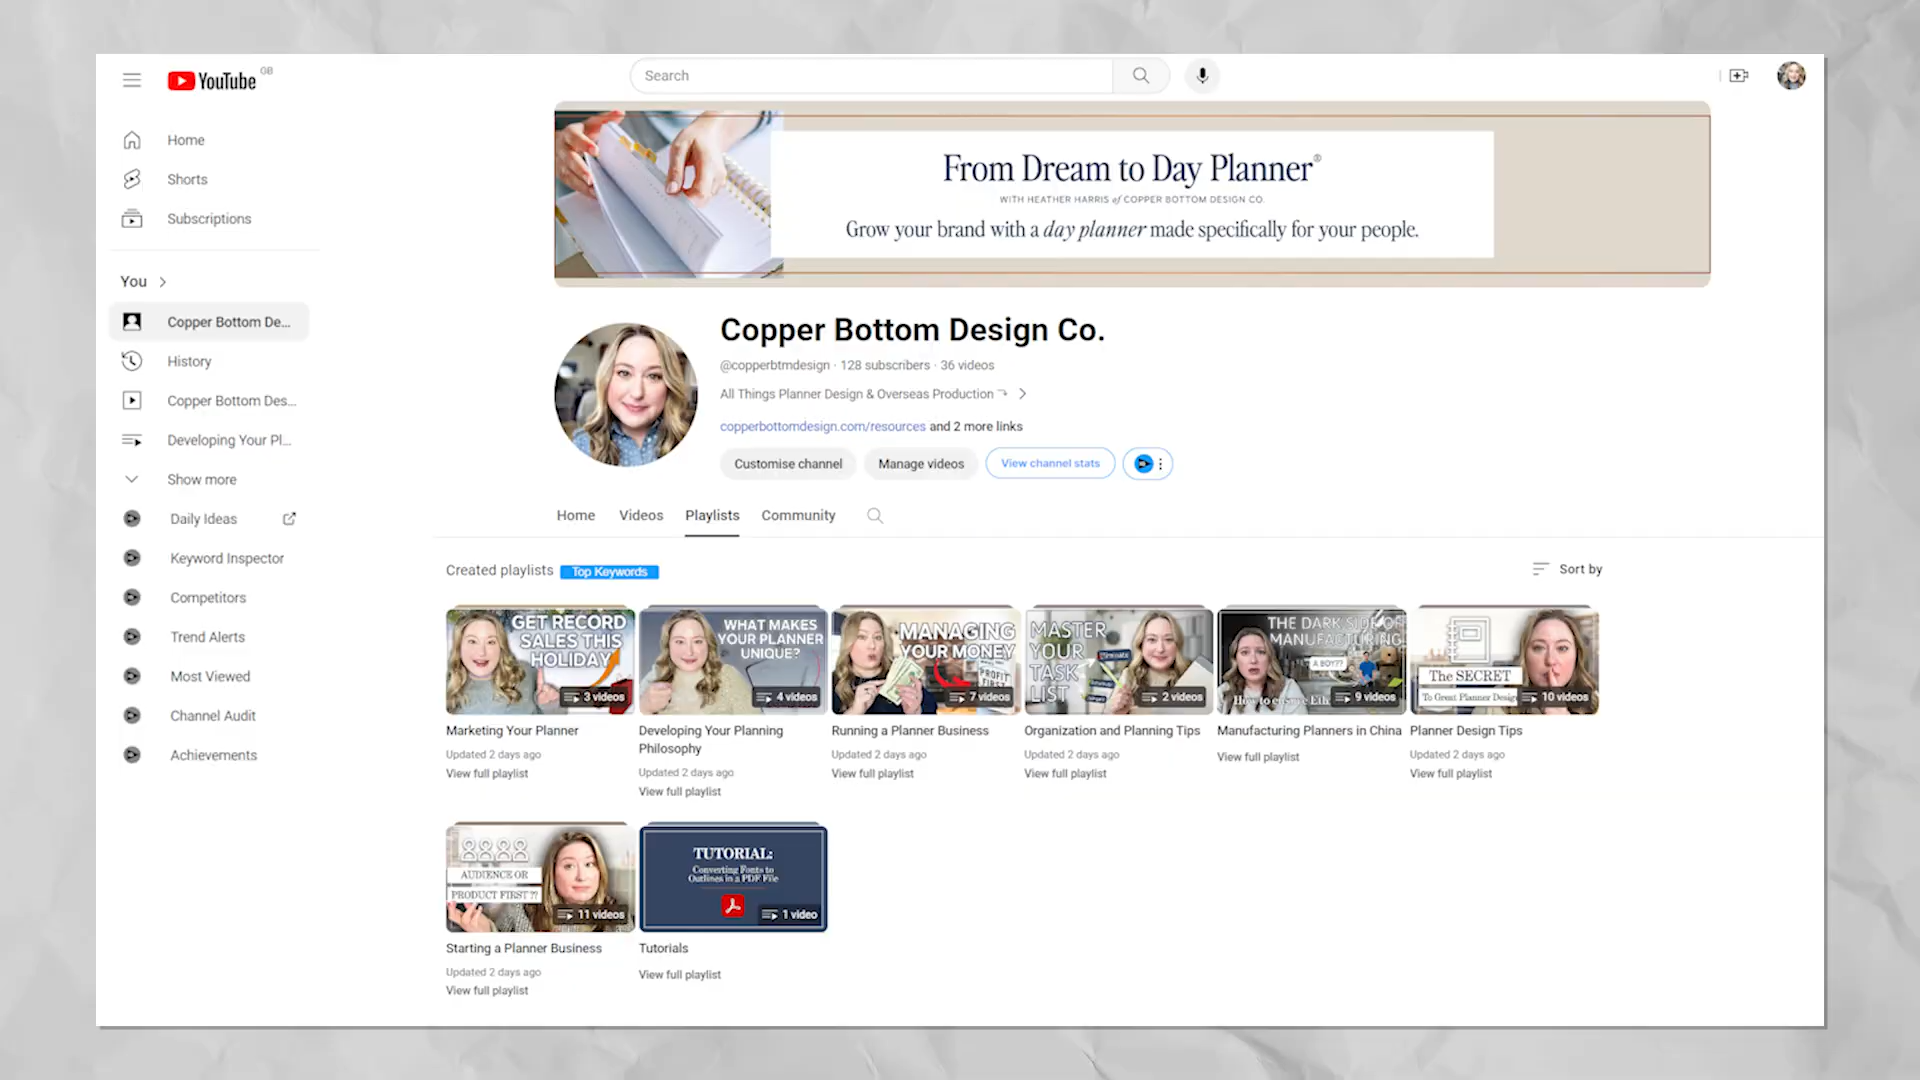 YouTube GB
Search
Home
Shorts
Subscriptions
You
Copper Bottom De...
History
Copper Bottom Des...
Developing Your Pl...
Show more
Daily Ideas
Keyword Inspector
Competitors
Trend Alerts
Most Viewed
Channel Audit
Achievements
From Dream to Day Planner®
WITH HEATHER HARRIS of COPPER BOTTOM DESIGN CO.
Grow your brand with a day planner made specifically for your people.
Copper Bottom Design Co.
@copperbtmdesign · 128 subscribers · 36 videos
All Things Planner Design & Overseas Production
copperbottomdesign.com/resources and 2 more links
Customise channel
Manage videos
View channel stats
Home
Videos
Playlists
Community
Created playlists
Top Keywords
Sort by
GET RECORD
SALES THIS
HOLIDAY
3 videos
Marketing Your Planner
Updated 2 days ago
View full playlist
WHAT MAKES
YOUR PLANNER
UNIQUE?
4 videos
Developing Your Planning
Philosophy
Updated 2 days ago
View full playlist
MANAGING
YOUR MONEY
PROFIT
FIRST
7 videos
Running a Planner Business
Updated 2 days ago
View full playlist
MASTER
YOUR
TASK
LIST
2 videos
Organization and Planning Tips
Updated 2 days ago
View full playlist
THE DARK SIDE OF
MANUFACTURING
A BOY??
How to ensure Eth
9 videos
Manufacturing Planners in China
View full playlist
The SECRET
To Great Planner Design
10 videos
Planner Design Tips
Updated 2 days ago
View full playlist
AUDIENCE OR
PRODUCT FIRST??
11 videos
Starting a Planner Business
Updated 2 days ago
View full playlist
TUTORIAL:
Converting Fonts to
Outlines in a PDF File
1 video
Tutorials
View full playlist